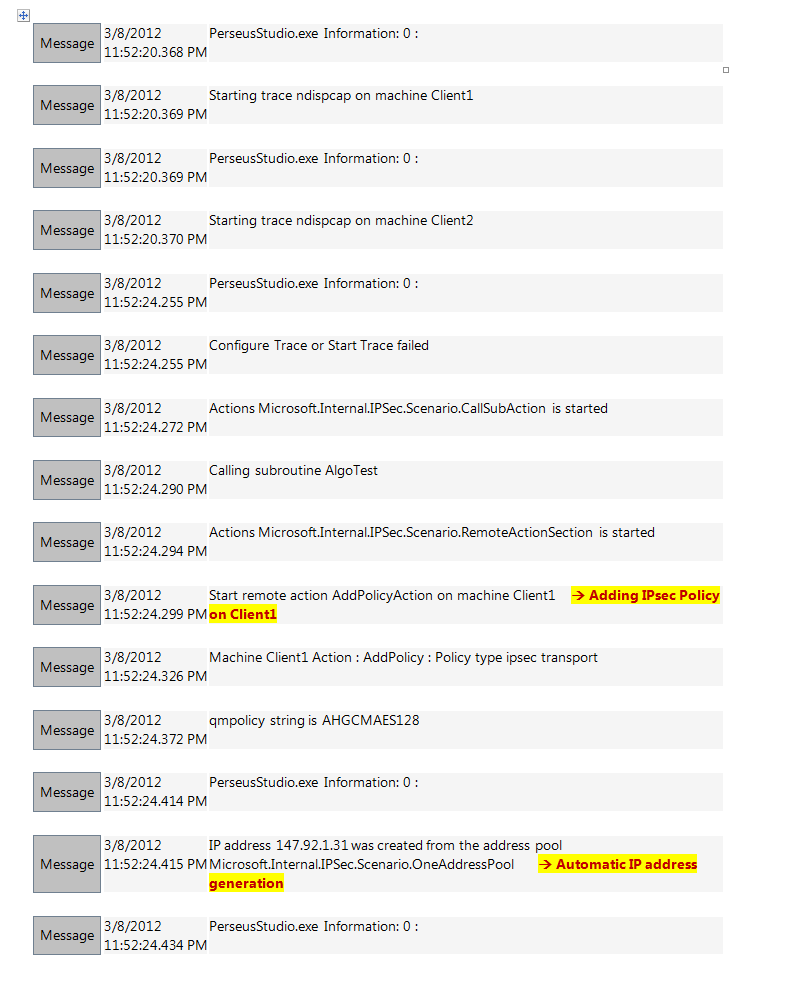 Message 3/8/2012 PerseusStudio.exe Information: 0 :
11:52:20.368 PM
Message 3/8/2012 Starting trace ndispcap on machine Client1
11:52:20.369 PM
Message 3/8/2012 PerseusStudio.exe Information: 0 :
11:52:20.369 PM
Message 3/8/2012 Starting trace ndispcap on machine Client2
11:52:20.370 PM
Message 3/8/2012 PerseusStudio.exe Information: 0 :
11:52:24.255 PM
Message 3/8/2012 Configure Trace or Start Trace failed
11:52:24.255 PM
Message 3/8/2012 Actions Microsoft.Internal.IPSec.Scenario.CallSubAction is started
11:52:24.272 PM
Message 3/8/2012 Calling subroutine AlgoTest
11:52:24.290 PM
Message 3/8/2012 Actions Microsoft.Internal.IPSec.Scenario.RemoteActionSection is started
11:52:24.294 PM
Message 3/8/2012 Start remote action AddPolicyAction on machine Client1 → Adding IPsec Policy
11:52:24.299 PM on Client1
Message 3/8/2012 Machine Client1 Action : AddPolicy : Policy type ipsec transport
11:52:24.326 PM
Message 3/8/2012 qmpolicy string is AHGCMAES128
11:52:24.372 PM
Message 3/8/2012 PerseusStudio.exe Information: 0 :
11:52:24.414 PM
Message 3/8/2012 IP address 147.92.1.31 was created from the address pool
11:52:24.415 PM Microsoft.Internal.IPSec.Scenario.OneAddressPool → Automatic IP address
generation
Message 3/8/2012 PerseusStudio.exe Information: 0 :
11:52:24.434 PM